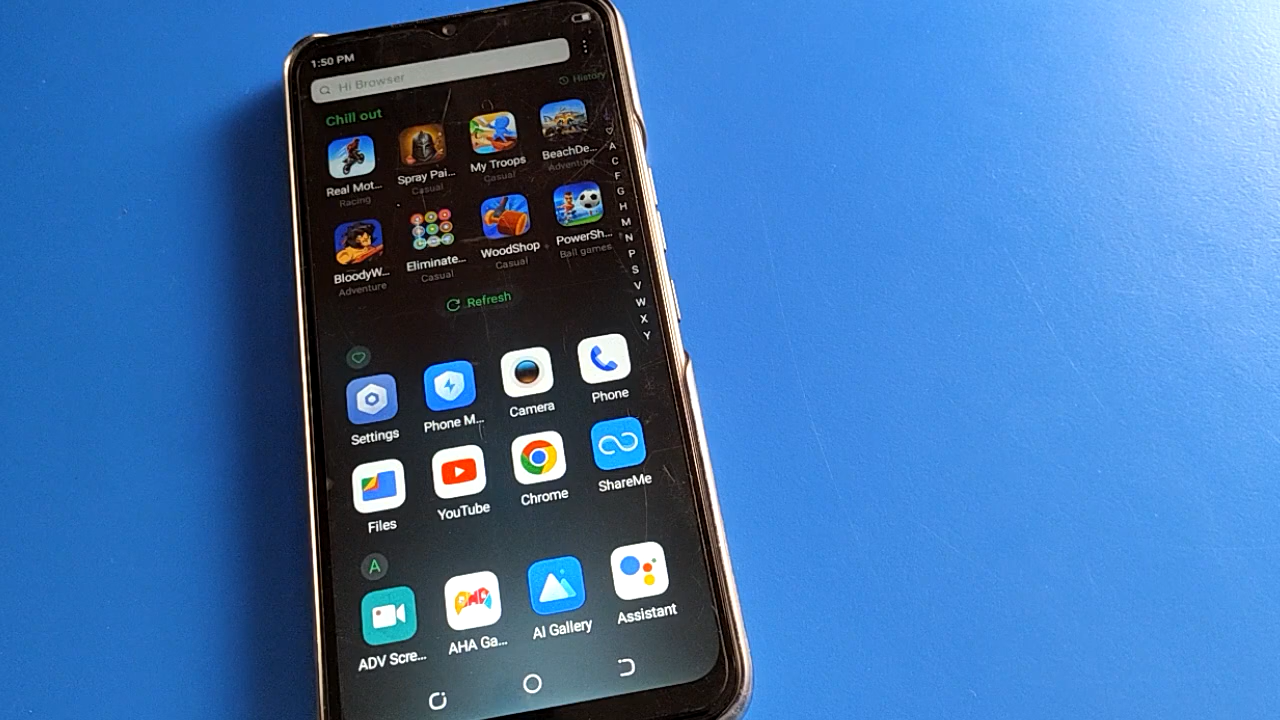 1:50 PM
Hi Browser
History
Chill out
Real Mot...
Racing
Spray Pai...
Casual
My Troops
Casual
BeachDe...
Adventure
BloodyW...
Adventure
Eliminate...
Casual
WoodShop
Casual
PowerSh...
Ball games
Refresh
A
C
F
G
H
M
N
P
S
V
W
X
Y
Settings
Phone M...
Camera
Phone
Files
YouTube
Chrome
ShareMe
A
ADV Scre...
AHA Ga...
AI Gallery
Assistant